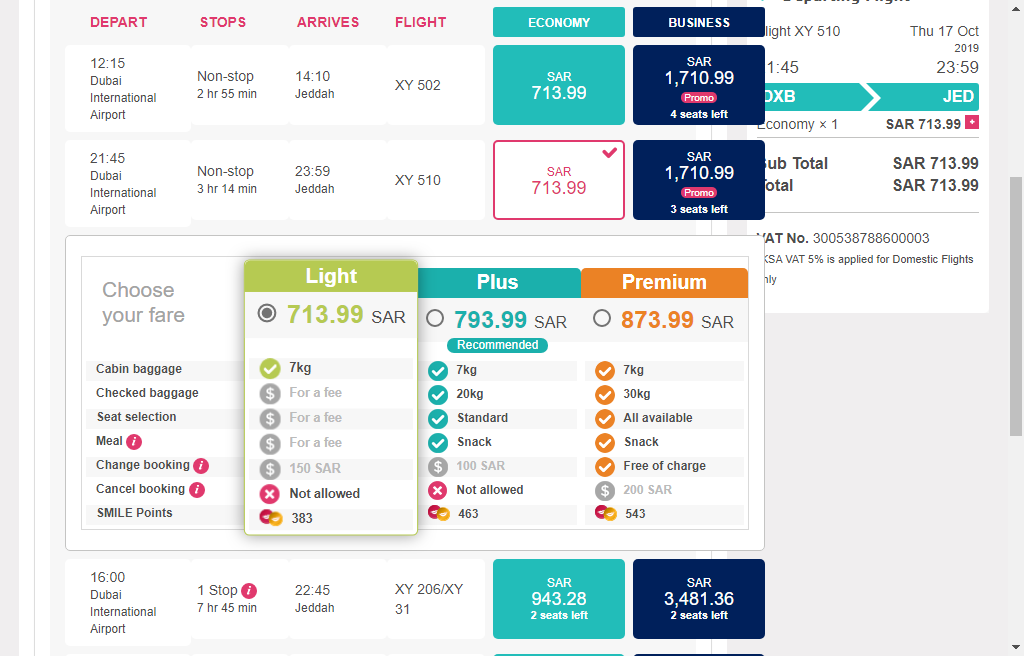 DEPART STOPS ARRIVES FLIGHT ECONOMY BUSINESS
12:15
Dubai
International
Airport
Non-stop
2 hr 55 min
14:10
Jeddah
XY 502
SAR
713.99
SAR
1,710.99
Promo
4 seats left
21:45
Dubai
International
Airport
Non-stop
3 hr 14 min
23:59
Jeddah
XY 510
SAR
713.99
SAR
1,710.99
Promo
3 seats left
Choose
your fare
Light
713.99 SAR
Plus
793.99 SAR
Recommended
Premium
873.99 SAR
Cabin baggage 7kg 7kg 7kg
Checked baggage $ For a fee 20kg 30kg
Seat selection $ For a fee Standard All available
Meal i $ For a fee Snack Snack
Change booking i $ 150 SAR $ 100 SAR Free of charge
Cancel booking i Not allowed Not allowed $ 200 SAR
SMILE Points 383 463 543
16:00
Dubai
International
Airport
1 Stop i
7 hr 45 min
22:45
Jeddah
XY 206/XY
31
SAR
943.28
2 seats left
SAR
3,481.36
2 seats left
light XY 510 Thu 17 Oct
2019
1:45 23:59
DXB JED
Economy × 1 SAR 713.99 +
ub Total SAR 713.99
otal SAR 713.99
VAT No. 300538788600003
KSA VAT 5% is applied for Domestic Flights
nly